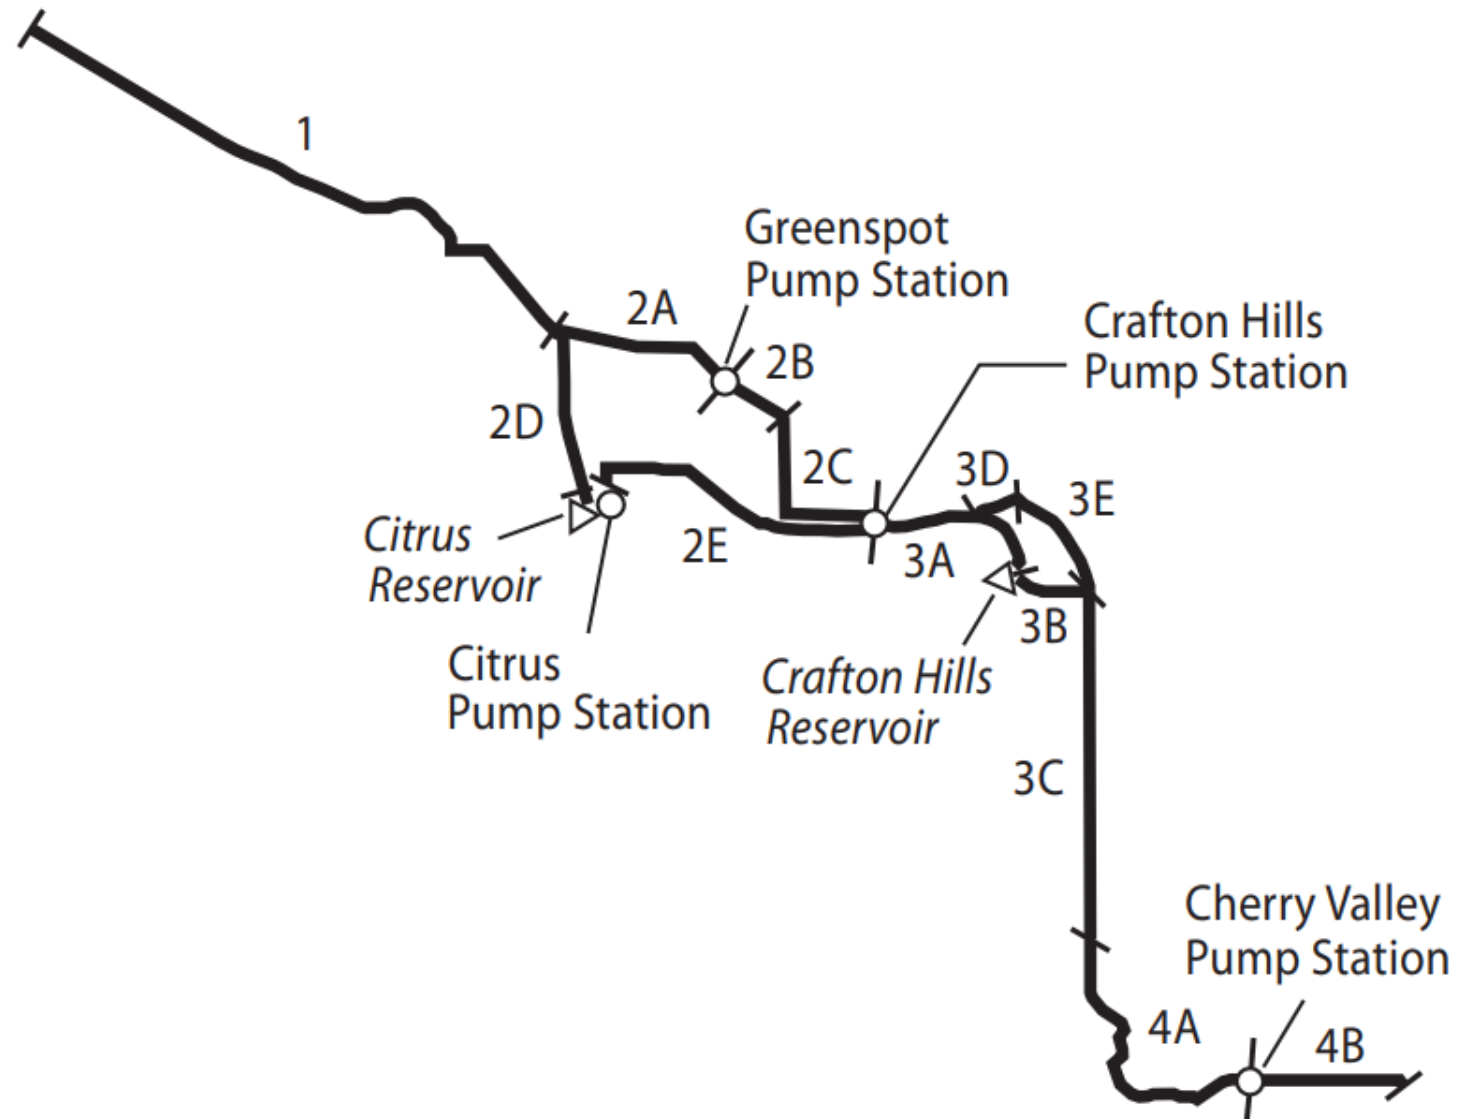 1
Greenspot
Pump Station
2A
2B
Crafton Hills
Pump Station
2D
2C
3D
3E
Citrus
Reservoir
2E
3A
3B
Citrus
Pump Station
Crafton Hills
Reservoir
3C
Cherry Valley
Pump Station
4A
4B